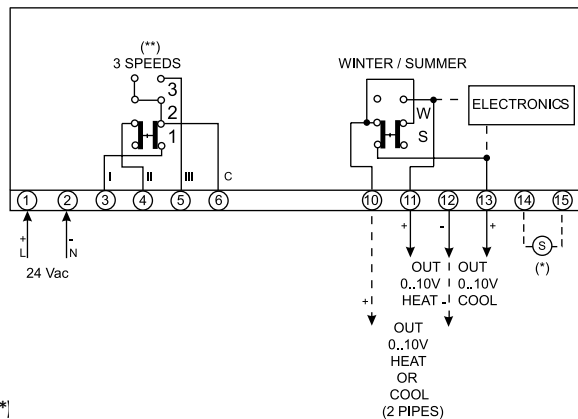 (**)
3 SPEEDS
WINTER / SUMMER
3
2
1
W
S
ELECTRONICS
I
II
III
C
1
2
3
4
5
6
10
11
12
13
14
15
+
L
-
N
24 Vac
+
-
+
S
(*)
OUT
0..10V
HEAT
OUT
0..10V
COOL
+
-
OUT
0..10V
HEAT
OR
COOL
(2 PIPES)
*)